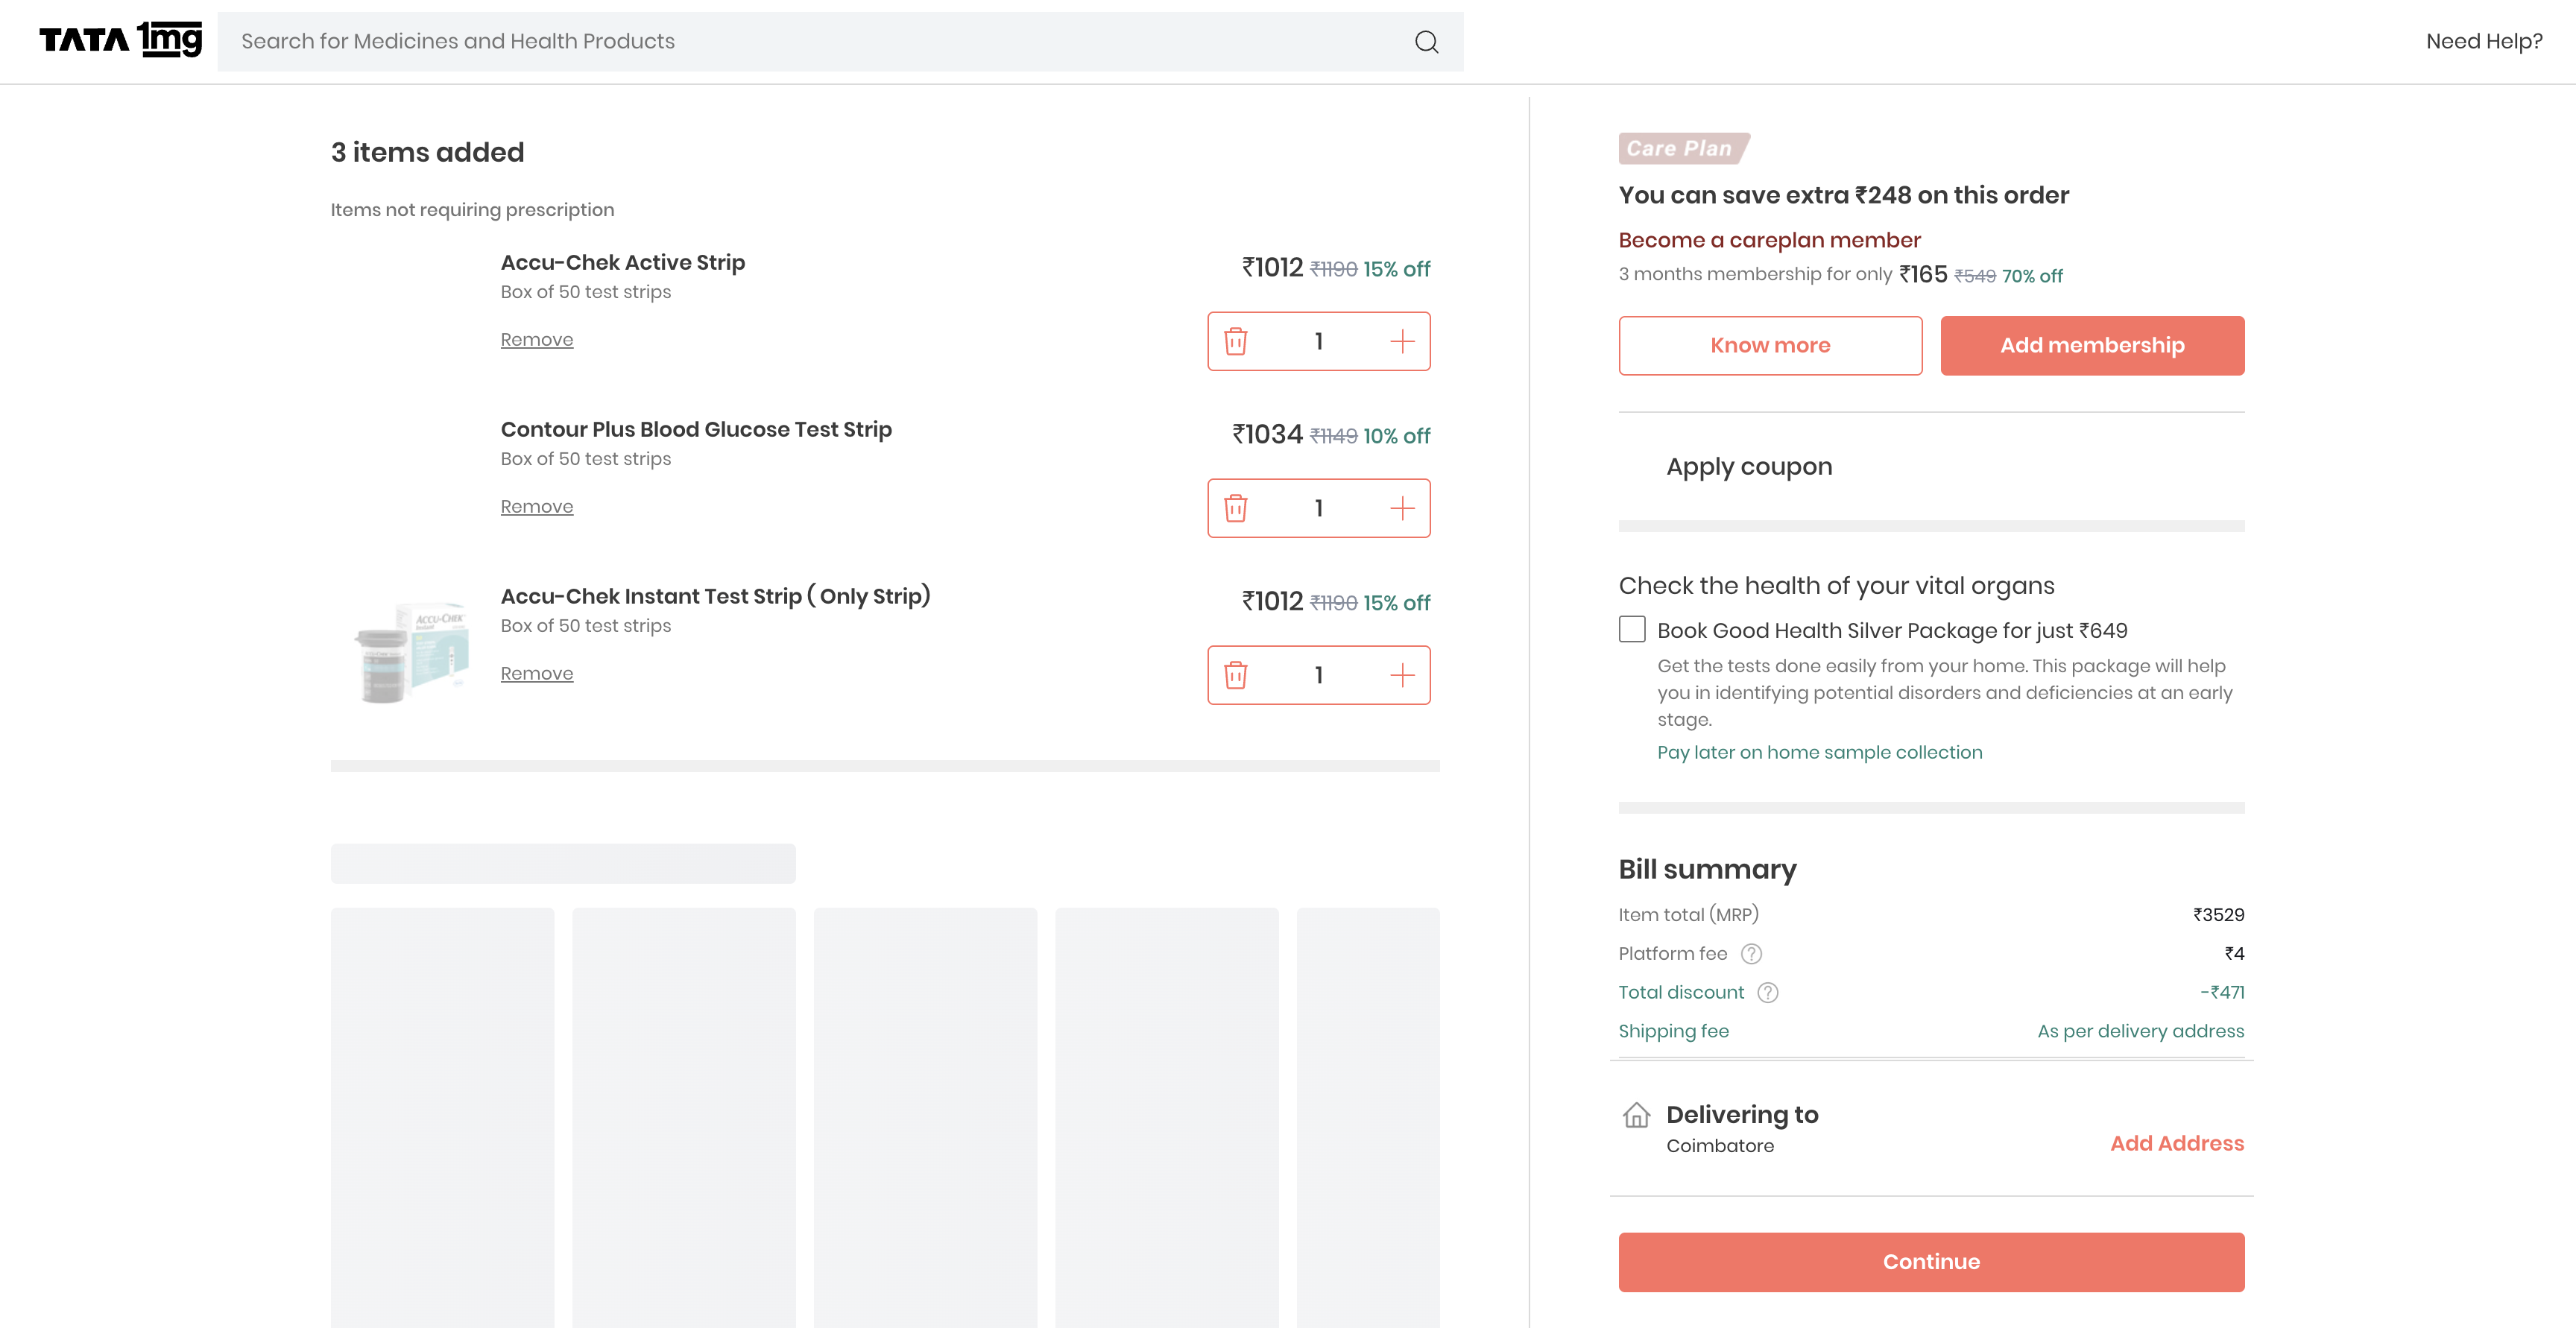 TATA 1mg
Search for Medicines and Health Products
Need Help?
3 items added
Items not requiring prescription
Accu-Chek Active Strip
₹1012 ₹1190 15% off
Box of 50 test strips
Remove
1
Contour Plus Blood Glucose Test Strip
₹1034 ₹1149 10% off
Box of 50 test strips
Remove
1
ACCU-CHEK
Instant
Accu-Chek Instant Test Strip ( Only Strip)
₹1012 ₹1190 15% off
Box of 50 test strips
Remove
1
Care Plan
You can save extra ₹248 on this order
Become a careplan member
3 months membership for only ₹165 ₹549 70% off
Know more
Add membership
Apply coupon
Check the health of your vital organs
Book Good Health Silver Package for just ₹649
Get the tests done easily from your home. This package will help
you in identifying potential disorders and deficiencies at an early
stage.
Pay later on home sample collection
Bill summary
Item total (MRP) ₹3529
Platform fee ? ₹4
Total discount ? -₹471
Shipping fee As per delivery address
Delivering to
Coimbatore
Add Address
Continue